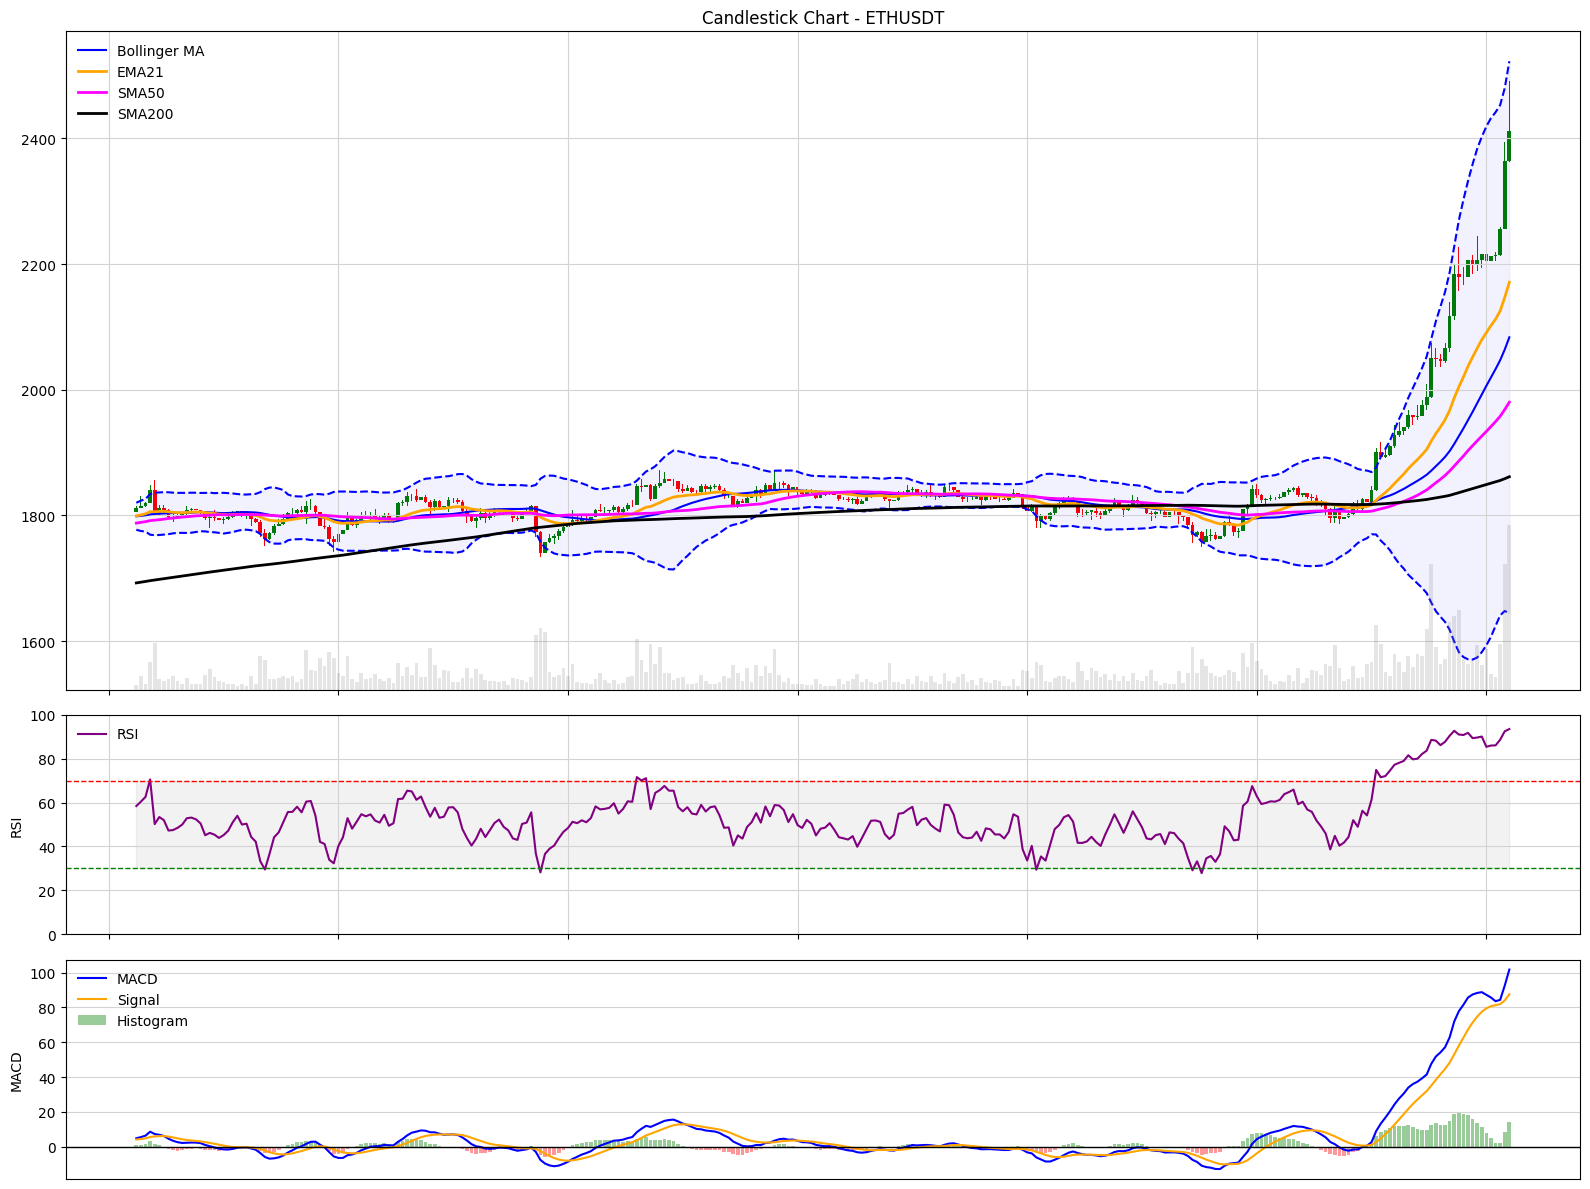 Candlestick Chart - ETHUSDT
Bollinger MA
EMA21
SMA50
SMA200
2400
2200
2000
1800
1600
100
RSI
80
60
RSI
40
20
0
100
MACD
80
Signal
Histogram
60
MACD
40
20
0